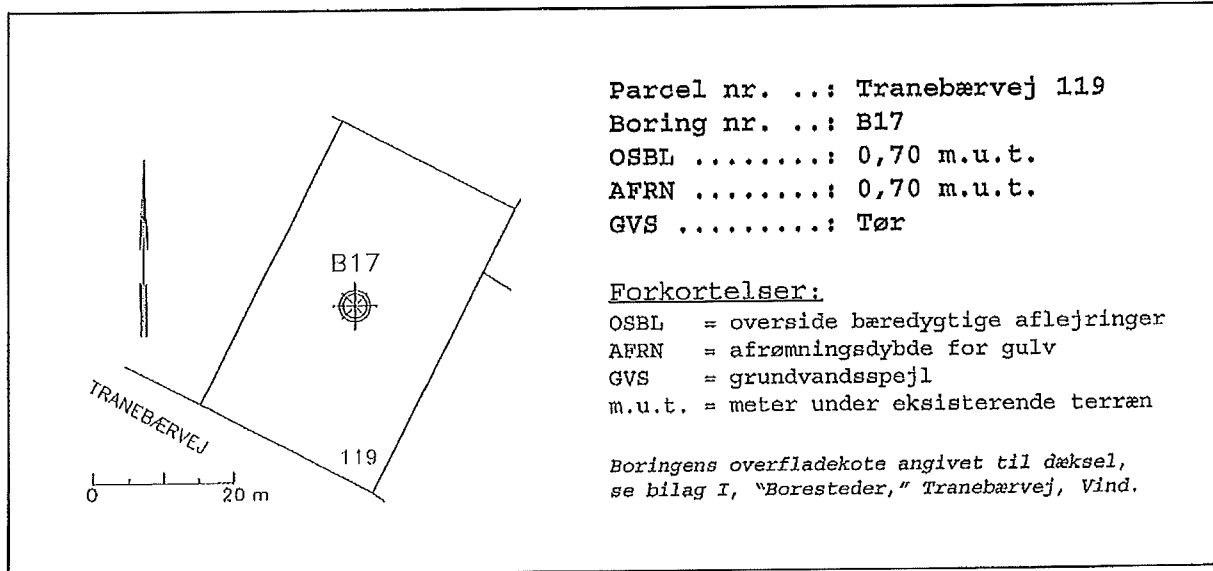 Parcel nr. ..: Tranebærvej 119
Boring nr. ..: B17
OSBL ........: 0,70 m.u.t.
AFRN ........: 0,70 m.u.t.
GVS .........: Tør
Forkortelser:
OSBL = overside bæredygtige aflejringer
AFRN = afrømningsdybde for gulv
GVS = grundvandsspejl
m.u.t. = meter under eksisterende terræn
Boringens overfladekote angivet til dæksel,
se bilag I, "Boresteder," Tranebærvej, Vind.
B17
TRANEBÆRVEJ
119
0 20 m